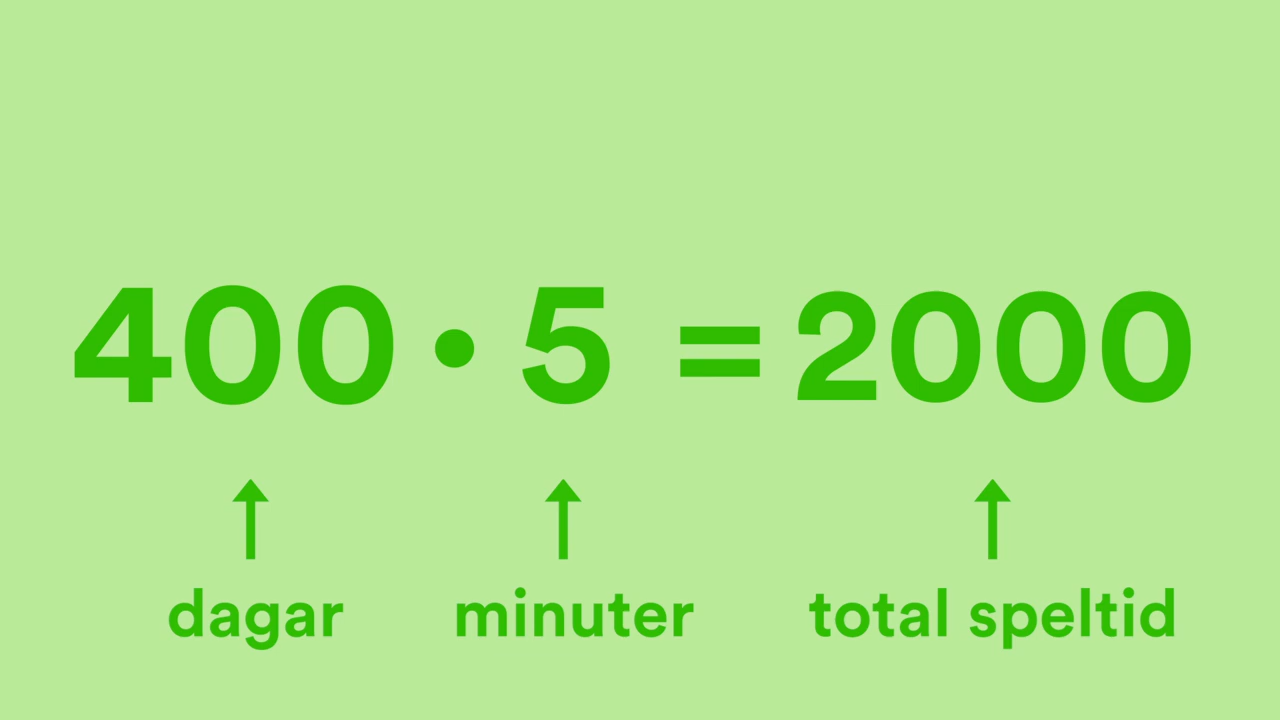 400 • 5 = 2000
dagar minuter total speltid